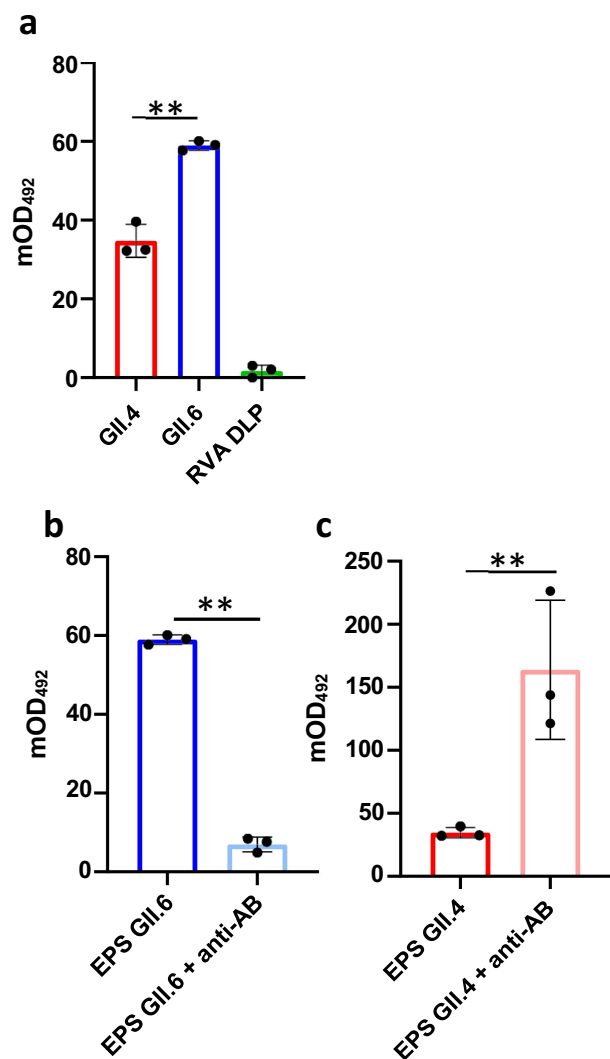 a
80
60
40
20
0
mOD492
**
GII.4
GII.6
RVA DLP
b
80
60
40
20
0
mOD492
**
EPS GII.6
EPS GII.6 + anti-AB
c
250
200
150
100
50
0
mOD492
**
EPS GII.4
EPS GII.4 + anti-AB